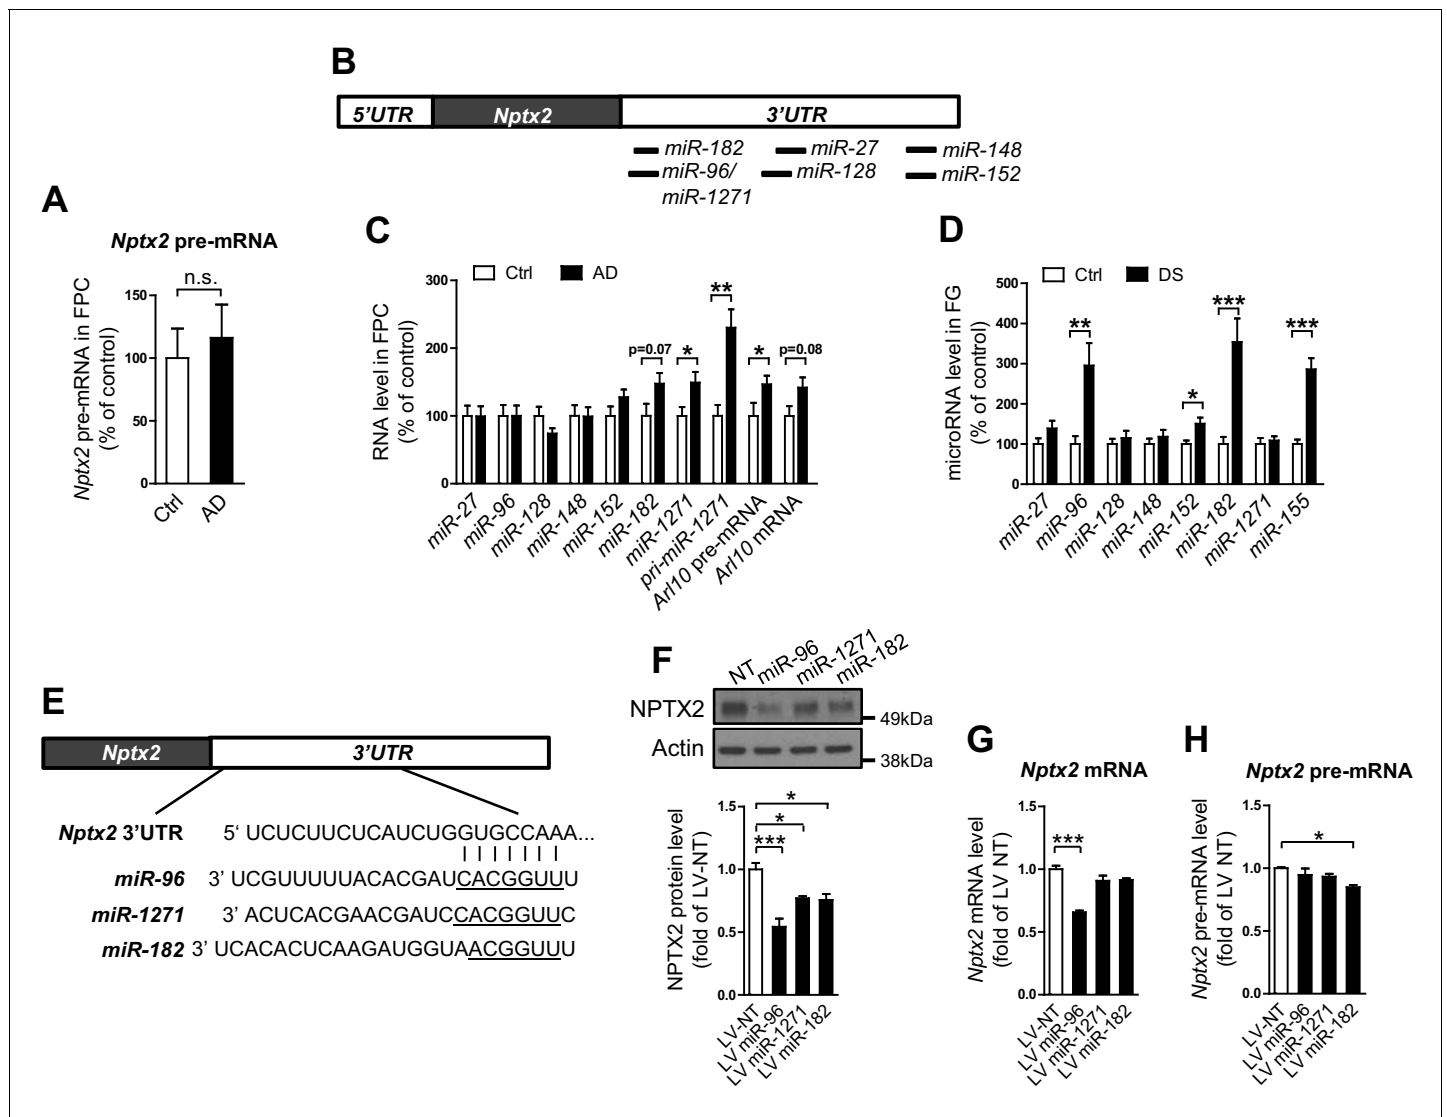 B
5’UTR Nptx2 3’UTR
miR-182 miR-27 miR-148
miR-96/ miR-128 miR-152
miR-1271
A
Nptx2 pre-mRNA
Nptx2 pre-mRNA in FPC
(% of control)
n.s.
150
100
50
0
Ctrl AD
C
Ctrl AD
RNA level in FPC
(% of control)
300
200
100
0
p=0.07 * ** * p=0.08
miR-27 miR-96 miR-128 miR-148 miR-152 miR-182 miR-1271 pri-miR-1271 Arl10 pre-mRNA Arl10 mRNA
D
Ctrl DS
microRNA level in FG
(% of control)
500
400
300
200
100
0
** * *** ***
miR-27 miR-96 miR-128 miR-148 miR-152 miR-182 miR-1271 miR-155
E
Nptx2 3’UTR
Nptx2 3’UTR 5‘ UCUCUUCUCAUCUGGUGCCAAA...
miR-96 3’ UCGUUUUUACACGAUCACGGUUU
miR-1271 3’ ACUCACGAACGAUCCACGGUUC
miR-182 3’ UCACACUCAAGAUGGUAACGGUUU
F
NT miR-96 miR-1271 miR-182
NPTX2 49kDa
Actin 38kDa
NPTX2 protein level
(fold of LV-NT)
1.5
1.0
0.5
0.0
*
*
***
LV-NT LV miR-96 LV miR-1271 LV miR-182
G
Nptx2 mRNA
Nptx2 mRNA level
(fold of LV NT)
1.5
1.0
0.5
0.0
***
LV-NT LV miR-96 LV miR-1271 LV miR-182
H
Nptx2 pre-mRNA
Nptx2 pre-mRNA level
(fold of LV NT)
1.5
1.0
0.5
0.0
*
LV-NT LV miR-96 LV miR-1271 LV miR-182